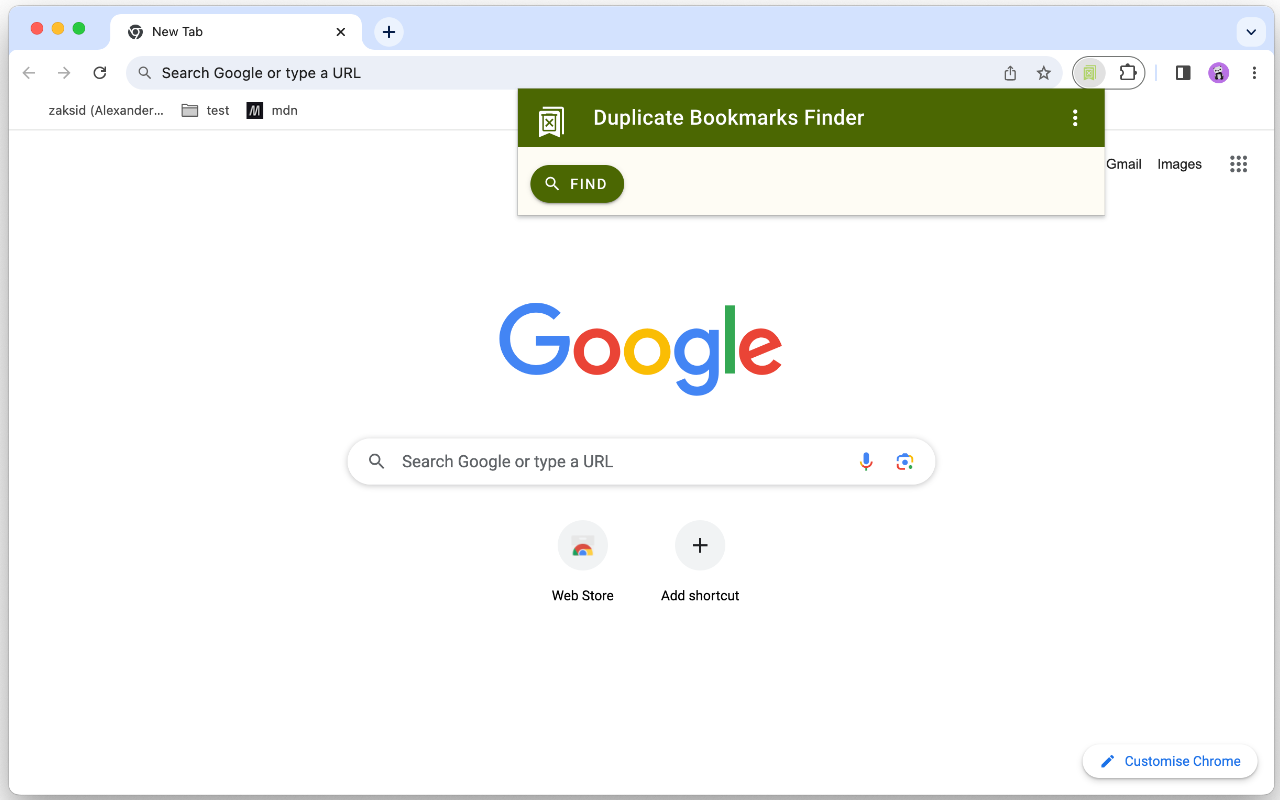 New Tab
Search Google or type a URL
zaksid (Alexander... test mdn
Duplicate Bookmarks Finder
FIND
Gmail Images
Google
Search Google or type a URL
Web Store Add shortcut
Customise Chrome